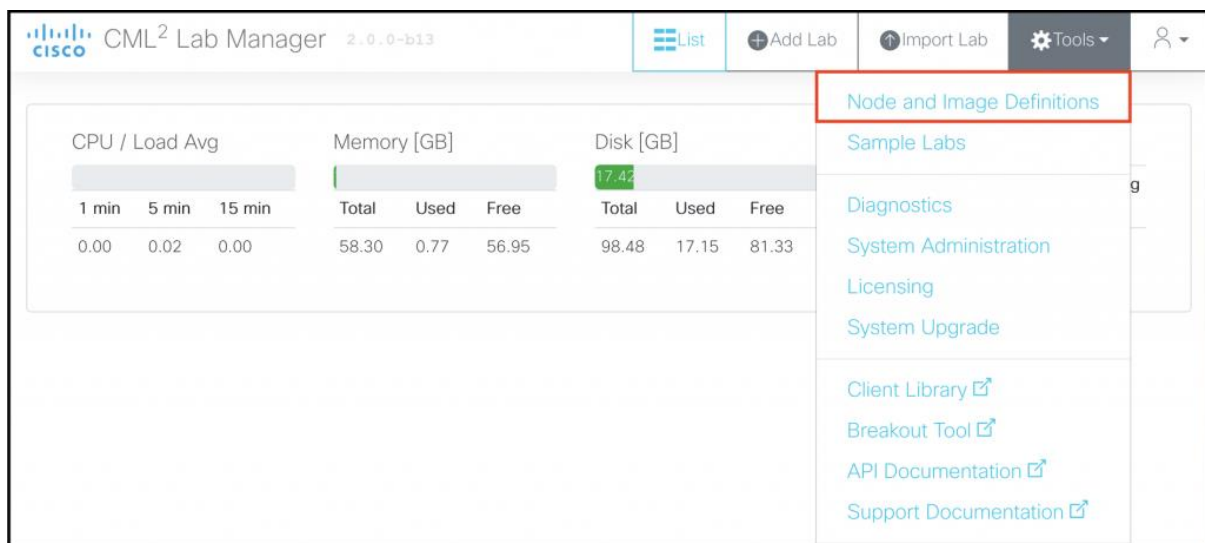 CISCO CML² Lab Manager 2.0.0-b13 List Add Lab Import Lab Tools
Node and Image Definitions
Sample Labs
Diagnostics
System Administration
Licensing
System Upgrade
Client Library
Breakout Tool
API Documentation
Support Documentation
CPU / Load Avg Memory [GB] Disk [GB]
17.42
1 min 5 min 15 min Total Used Free Total Used Free
0.00 0.02 0.00 58.30 0.77 56.95 98.48 17.15 81.33